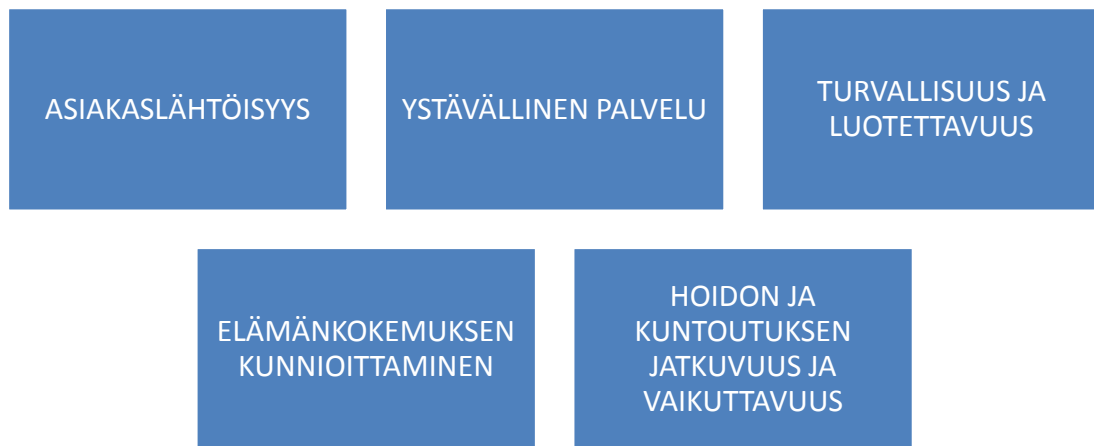 ASIAKASLÄHTÖISYYS
YSTÄVÄLLINEN PALVELU
TURVALLISUUS JA
LUOTETTAVUUS
ELÄMÄNKOKEMUKSEN
KUNNIOITTAMINEN
HOIDON JA
KUNTOUTUKSEN
JATKUVUUS JA
VAIKUTTAVUUS